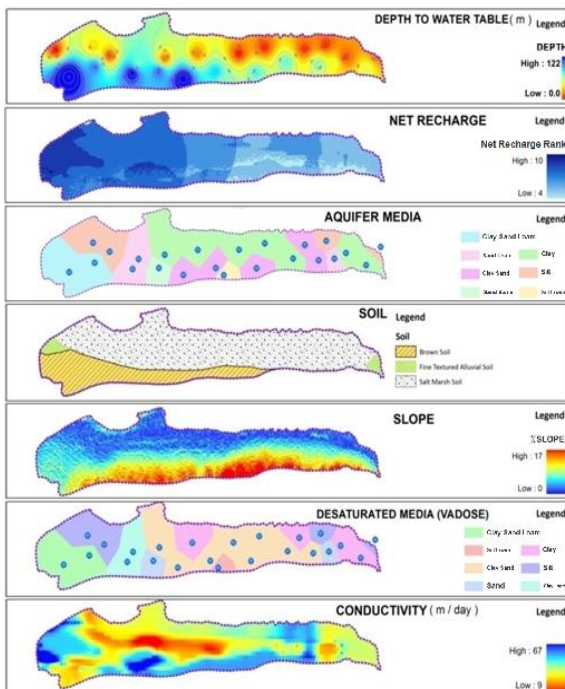 DEPTH TO WATER TABLE ( m )
Legend
DEPTH
High : 122
Low : 0.0
NET RECHARGE
Legend
Net Recharge Rank
High : 10
Low : 4
AQUIFER MEDIA
Legend
Clay Sand Loam
Sand Loam
Clay
Clay Sand
Silt
SOIL
Legend
Soil
Brown Soil
Fine Textured Alluvial Soil
Salt Marsh Soil
SLOPE
Legend
%SLOPE
High : 17
Low : 0
DESATURATED MEDIA (VADOSE)
Legend
Clay Sand Loam
Clay
Clay Sand
Silt
Sand
CONDUCTIVITY ( m / day )
Legend
High : 67
Low : 9